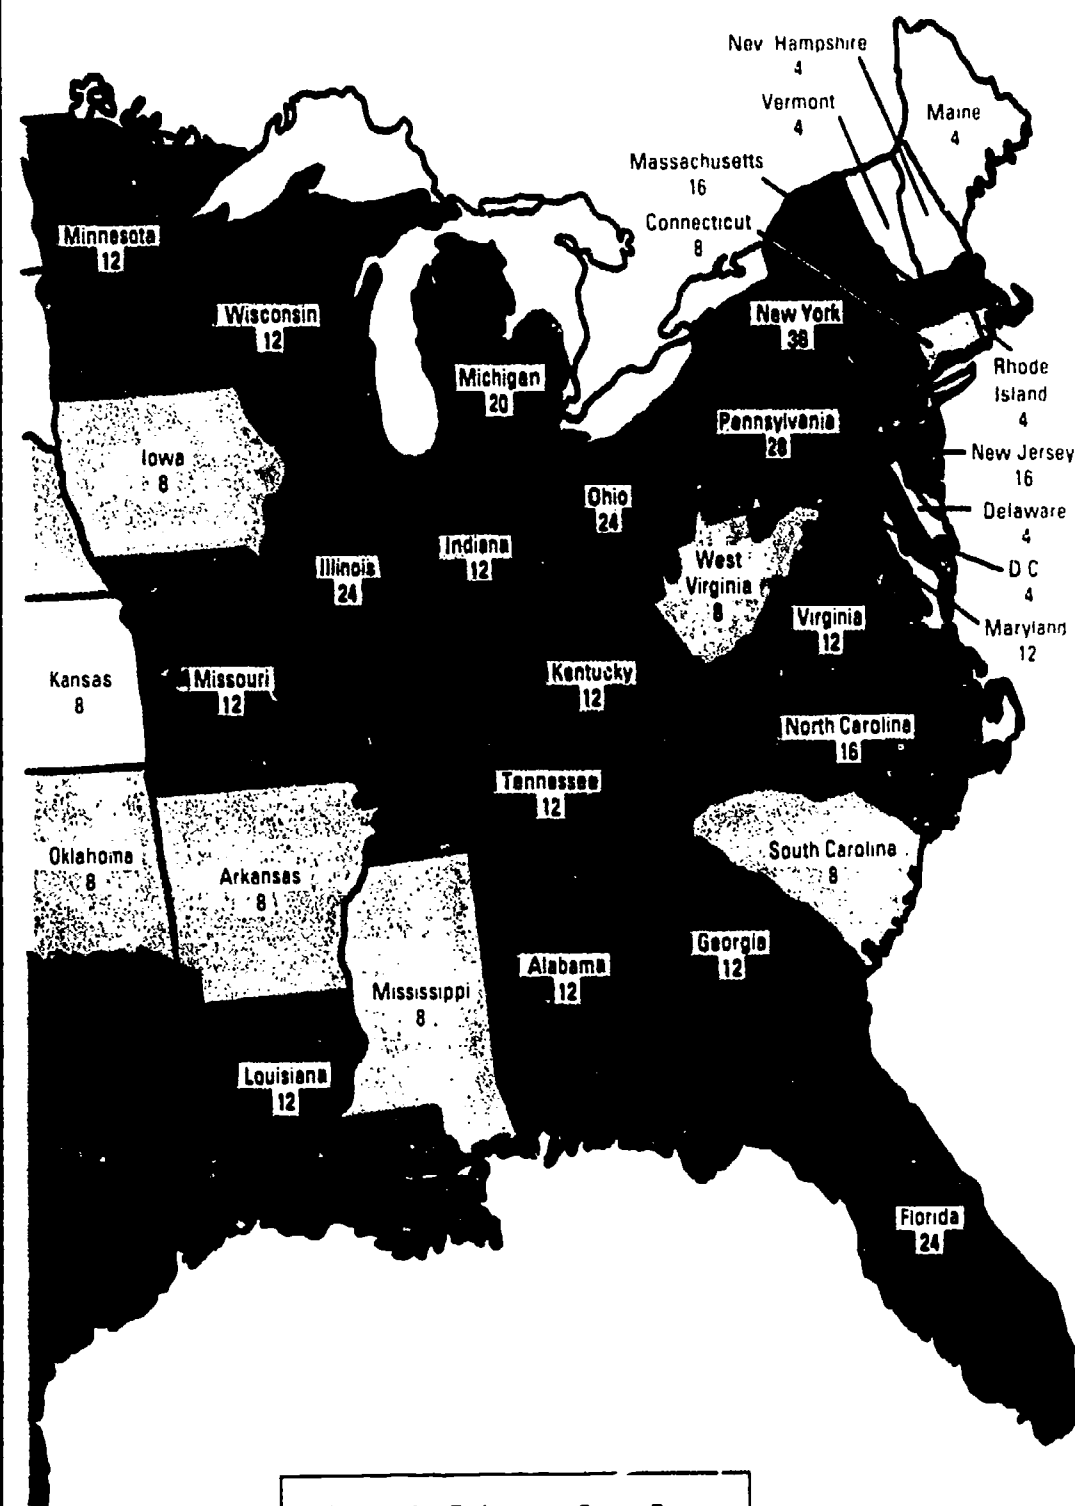 Nev Hampshire
4
Vermont
4
Maine
4
Massachusetts
16
Connecticut
8
Minnesota
12
Wisconsin
12
New York
36
Michigan
20
Rhode
Island
4
Pennsylvania
28
New Jersey
16
Iowa
8
Ohio
24
Delaware
4
Indiana
12
Illinois
24
West
Virginia
8
D C
4
Virginia
12
Maryland
12
Kansas
8
Missouri
12
Kentucky
12
North Carolina
16
Tennessee
12
Oklahoma
8
Arkansas
8
South Carolina
8
Georgia
12
Alabama
12
Mississippi
8
Louisiana
12
Florida
24